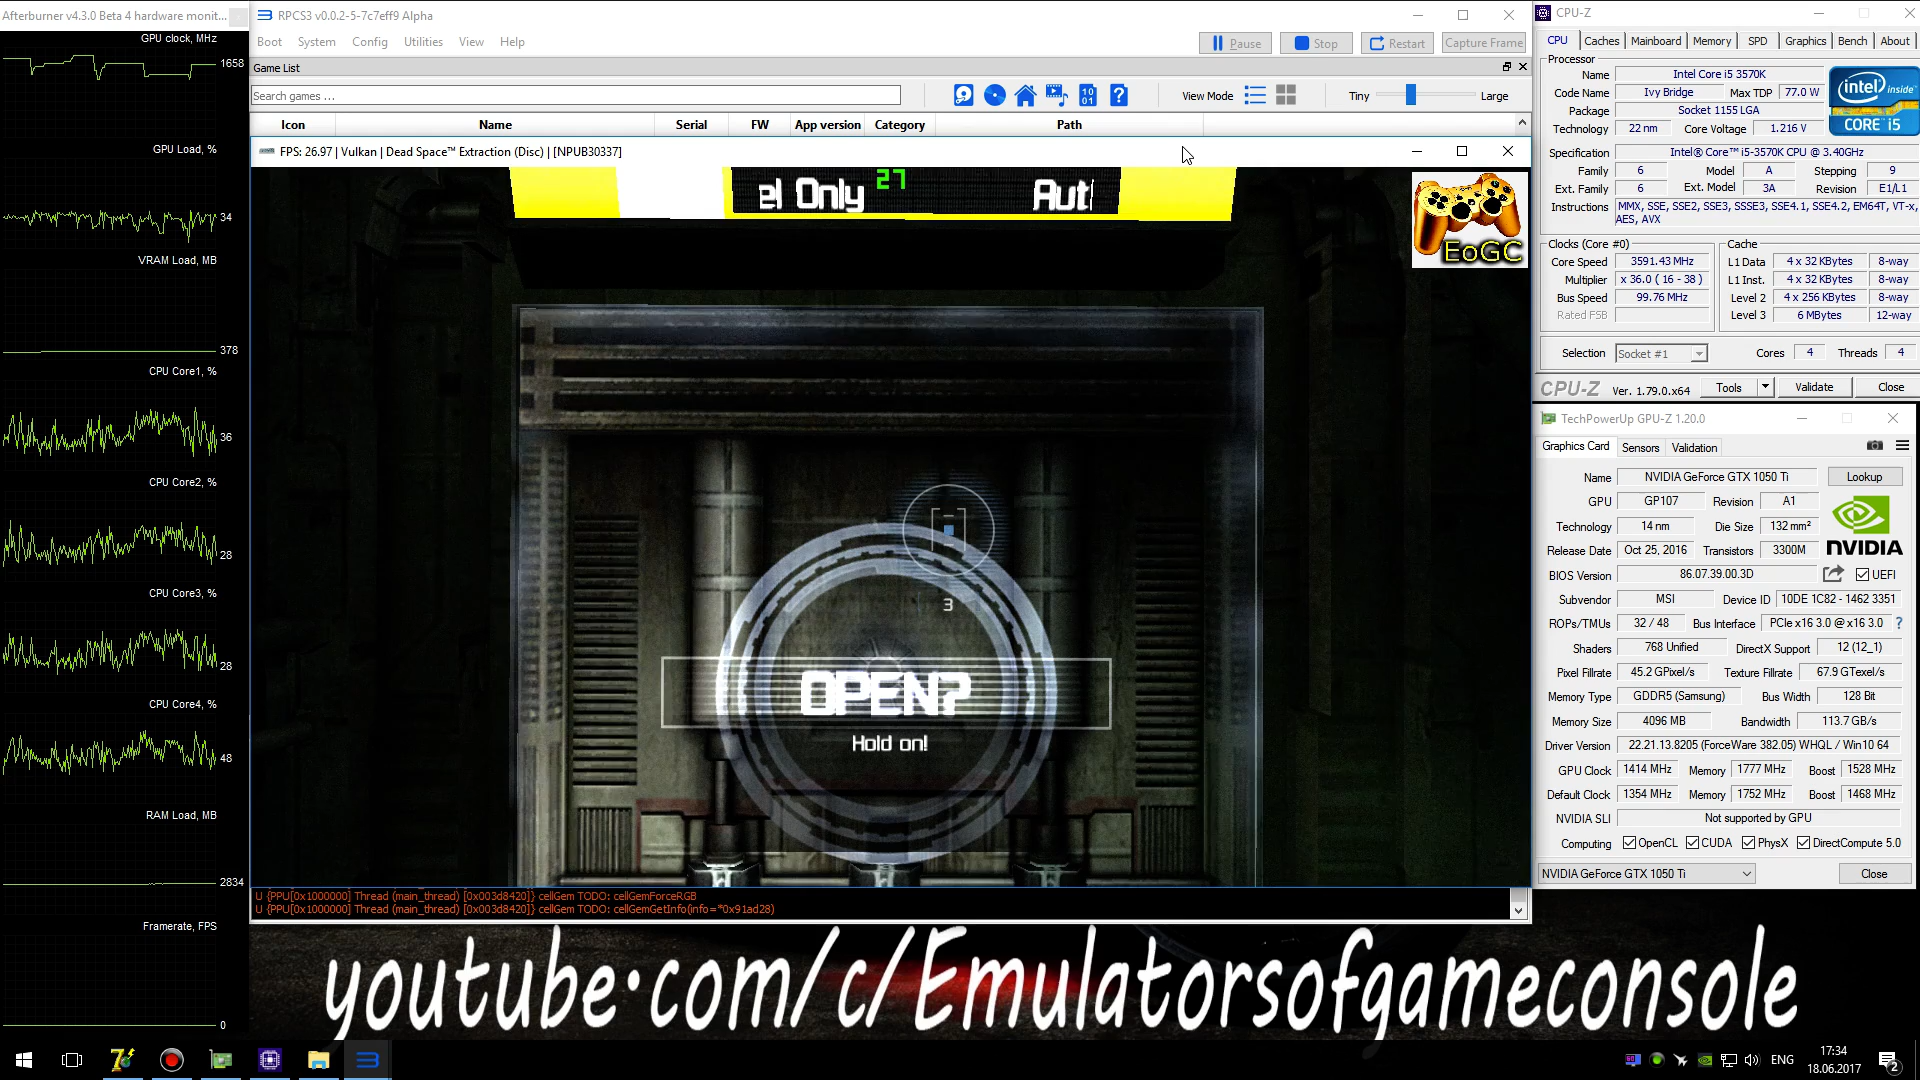 Afterburner v4.3.0 Beta 4 hardware monit...
GPU clock, MHz
1658
GPU Load, %
34
VRAM Load, MB
378
CPU Core1, %
36
CPU Core2, %
28
CPU Core3, %
28
CPU Core4, %
48
RAM Load, MB
2834
Framerate, FPS
0
RPCS3 v0.0.2-5-7c7eff9 Alpha
Boot System Config Utilities View Help
Pause Stop Restart Capture Frame
Game List
Search games ...
View Mode Tiny Large
Icon Name Serial FW App version Category Path
FPS: 26.97 | Vulkan | Dead Space™ Extraction (Disc) | [NPUB30337]
el Only 27 Aut
EoGC
3
OPEN?
Hold on!
U {PPU[0x1000000] Thread (main_thread) [0x003d8420]} cellGem TODO: cellGemForceRGB
U {PPU[0x1000000] Thread (main_thread) [0x003d8420]} cellGem TODO: cellGemGetInfo(info=*0x91ad28)
CPU-Z
CPU Caches Mainboard Memory SPD Graphics Bench About
Processor
Name Intel Core i5 3570K
Code Name Ivy Bridge Max TDP 77.0 W
Package Socket 1155 LGA
Technology 22 nm Core Voltage 1.216 V
intel inside™
CORE i5
Specification Intel® Core™ i5-3570K CPU @ 3.40GHz
Family 6 Model A Stepping 9
Ext. Family 6 Ext. Model 3A Revision E1/L1
Instructions MMX, SSE, SSE2, SSE3, SSSE3, SSE4.1, SSE4.2, EM64T, VT-x,
AES, AVX
Clocks (Core #0) Cache
Core Speed 3591.43 MHz L1 Data 4 x 32 KBytes 8-way
Multiplier x 36.0 ( 16 - 38 ) L1 Inst. 4 x 32 KBytes 8-way
Bus Speed 99.76 MHz Level 2 4 x 256 KBytes 8-way
Rated FSB Level 3 6 MBytes 12-way
Selection Socket #1 Cores 4 Threads 4
CPU-Z Ver. 1.79.0.x64 Tools Validate Close
TechPowerUp GPU-Z 1.20.0
Graphics Card Sensors Validation
Name NVIDIA GeForce GTX 1050 Ti Lookup
GPU GP107 Revision A1
Technology 14 nm Die Size 132 mm²
Release Date Oct 25, 2016 Transistors 3300M
NVIDIA
BIOS Version 86.07.39.00.3D UEFI
Subvendor MSI Device ID 10DE 1C82 - 1462 3351
ROPs/TMUs 32 / 48 Bus Interface PCIe x16 3.0 @ x16 3.0 ?
Shaders 768 Unified DirectX Support 12 (12_1)
Pixel Fillrate 45.2 GPixel/s Texture Fillrate 67.9 GTexel/s
Memory Type GDDR5 (Samsung) Bus Width 128 Bit
Memory Size 4096 MB Bandwidth 113.7 GB/s
Driver Version 22.21.13.8205 (ForceWare 382.05) WHQL / Win10 64
GPU Clock 1414 MHz Memory 1777 MHz Boost 1528 MHz
Default Clock 1354 MHz Memory 1752 MHz Boost 1468 MHz
NVIDIA SLI Not supported by GPU
Computing OpenCL CUDA PhysX DirectCompute 5.0
NVIDIA GeForce GTX 1050 Ti Close
youtube.com/c/Emulatorsofgameconsole
ENG 17:34
18.06.2017
2